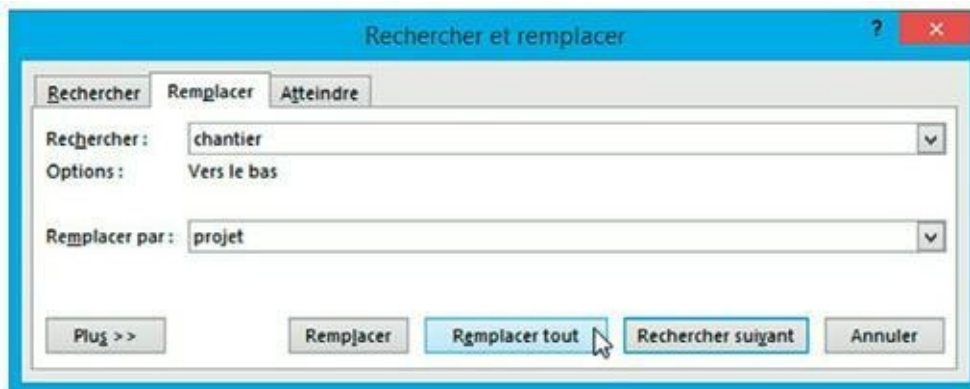 Rechercher et remplacer ?
Rechercher Remplacer Atteindre
Rechercher : chantier
Options : Vers le bas
Remplacer par : projet
Plus >> Remplacer Remplacer tout Rechercher suivant Annuler